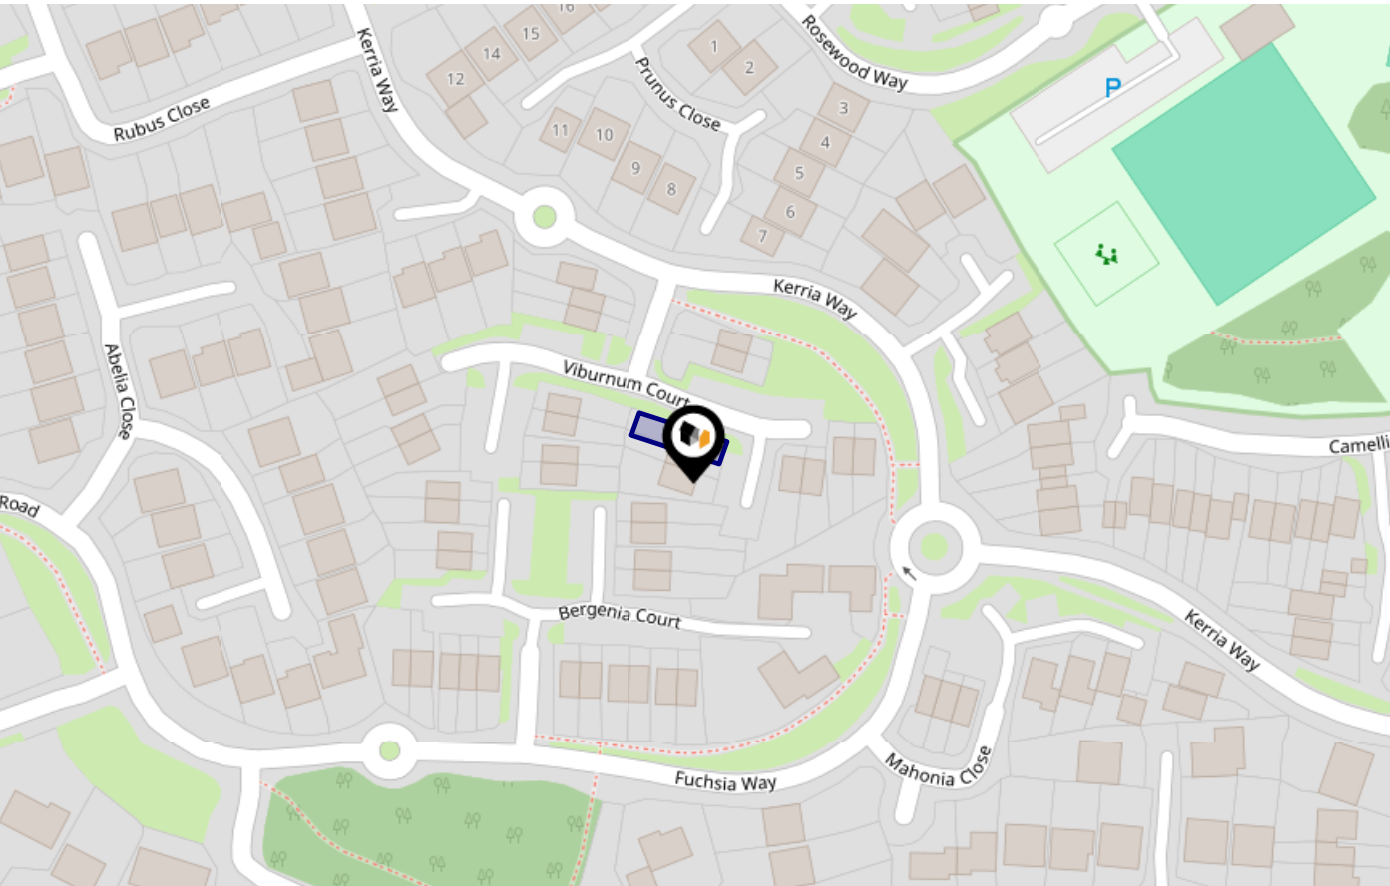 16
15
14
12
1
2
Rosewood Way
Kerria Way
Prunus Close
P
Rubus Close
3
11
10
4
9
8
5
6
7
Kerria Way
Abelia Close
Viburnum Court
Camelli
Road
Bergenia Court
Kerria Way
Mahonia Close
Fuchsia Way